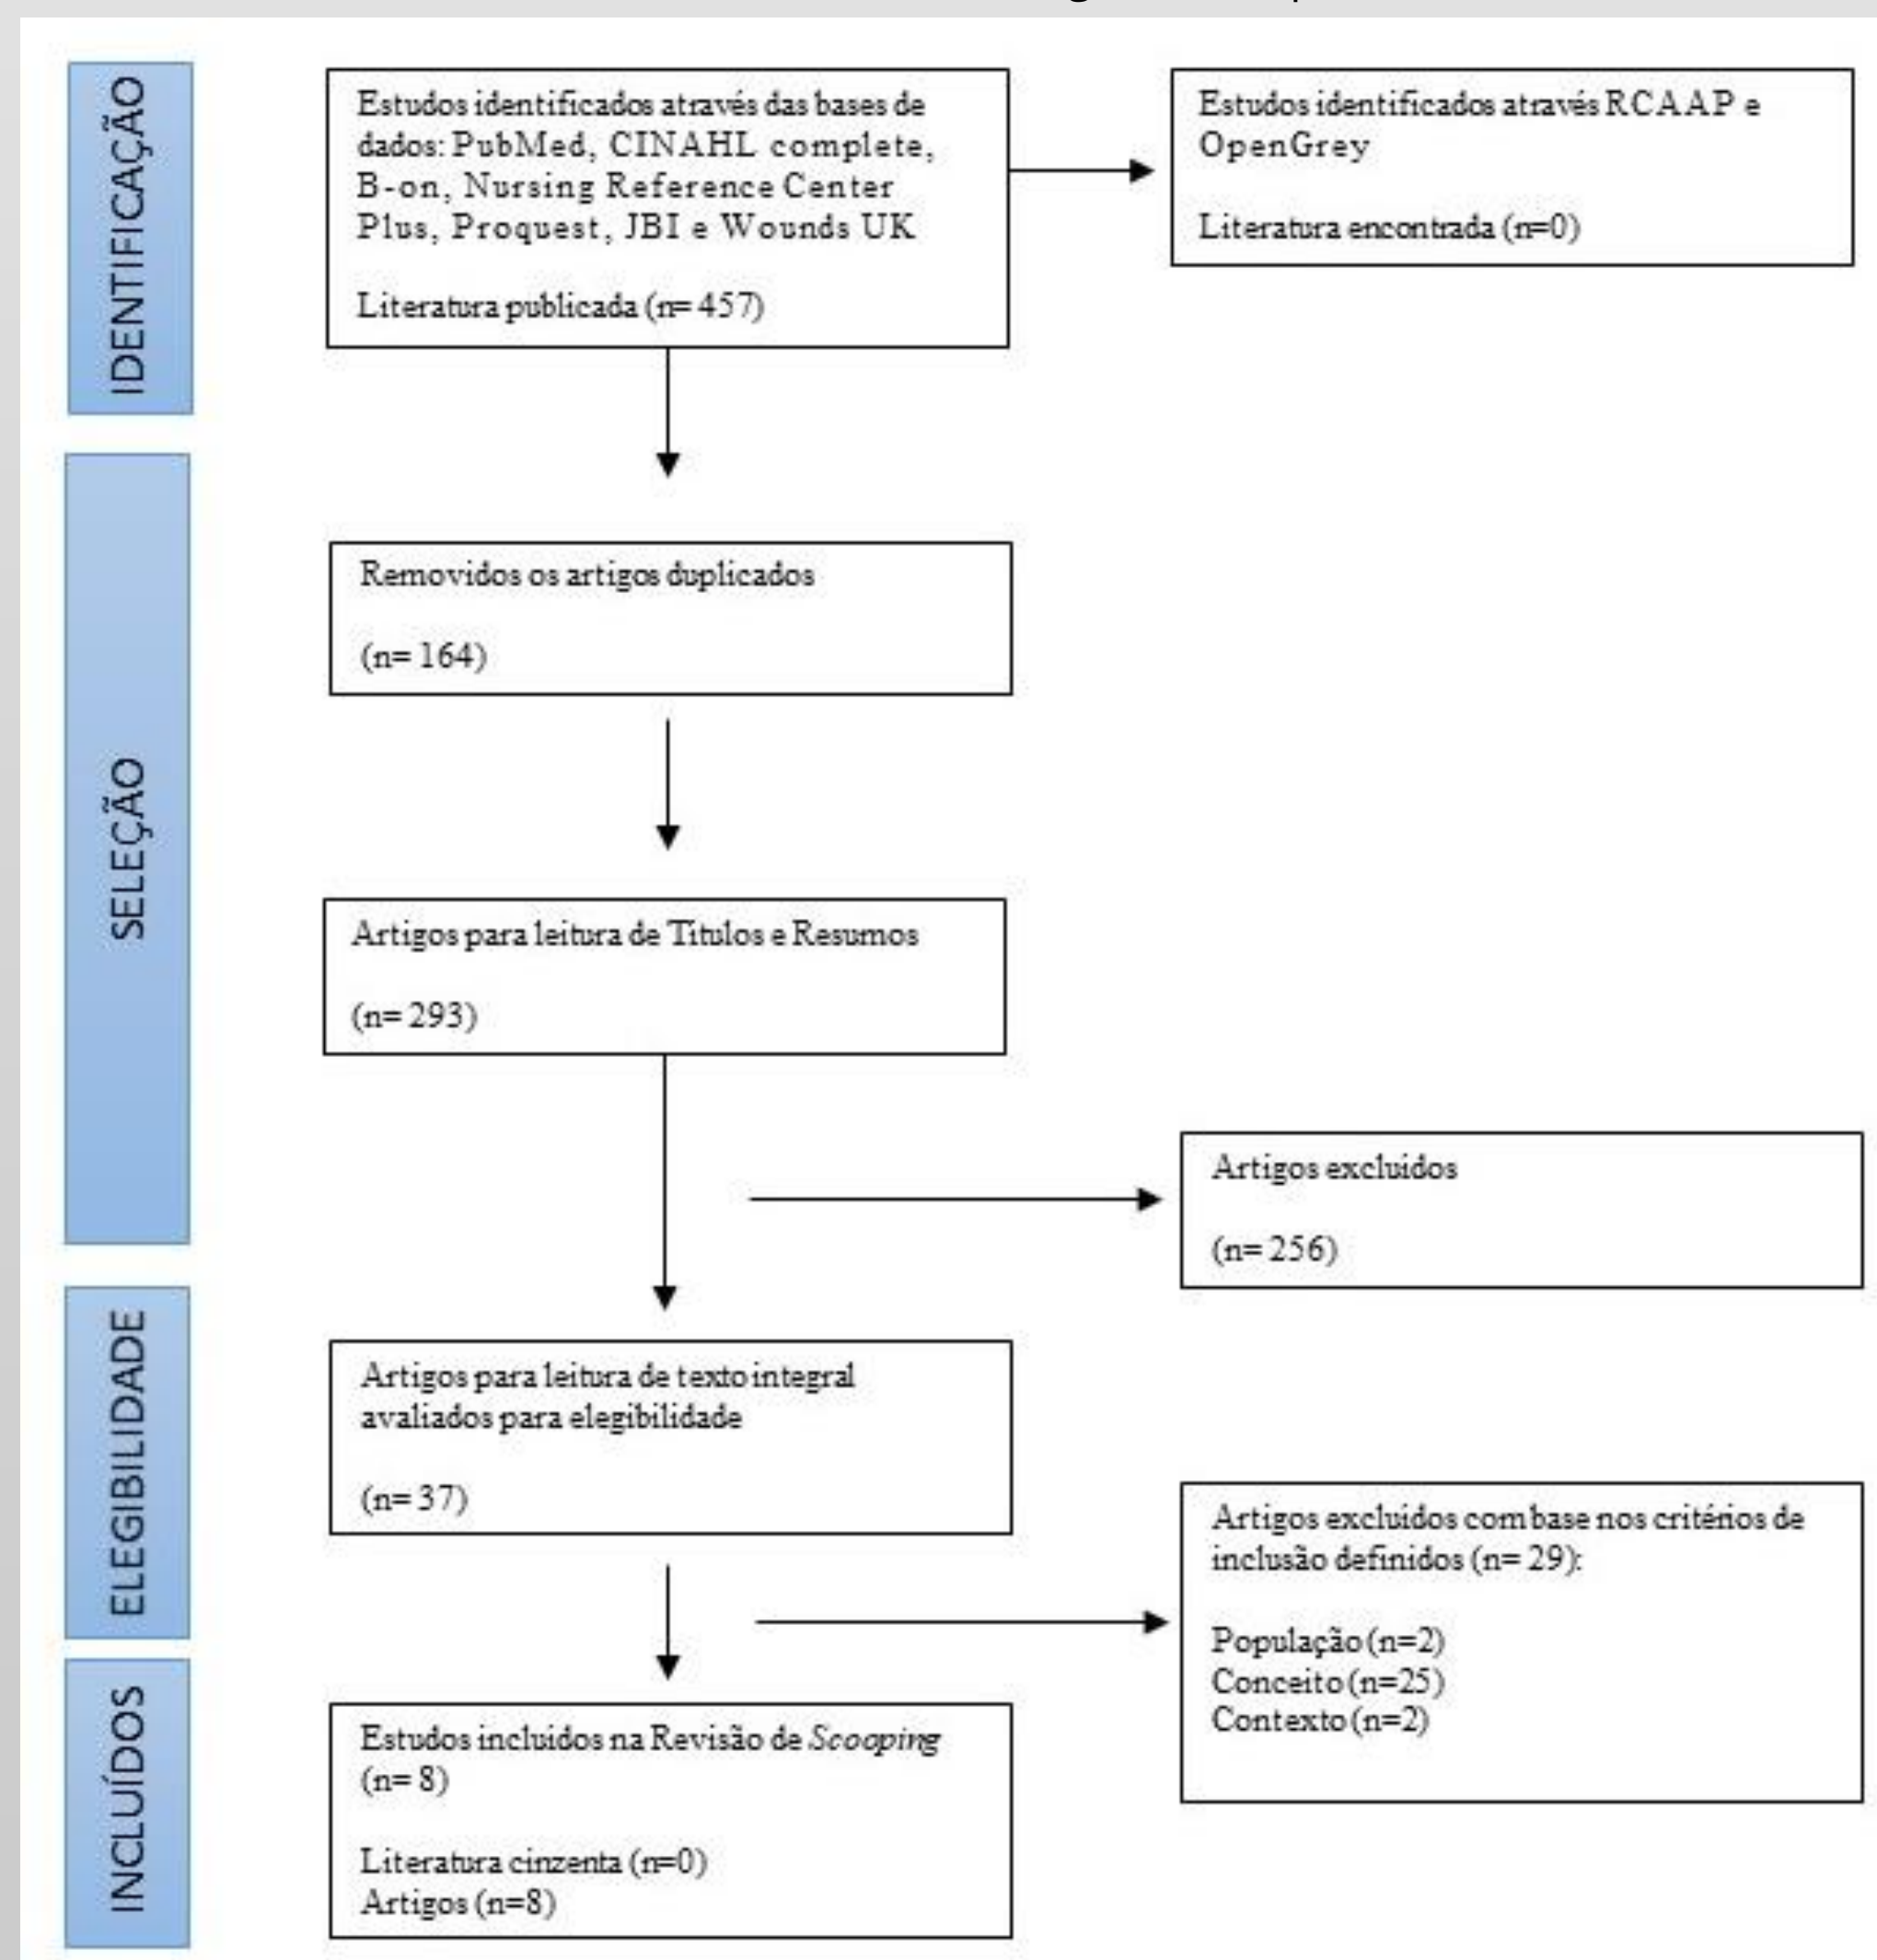 IDENTIFICAÇÃO
Estudos identificados através das bases de
dados: PubMed, CINAHL complete,
B-on, Nursing Reference Center
Plus, Proquest, JBI e Wounds UK
Literatura publicada (n= 457)
Estudos identificados através RCAAP e
OpenGrey
Literatura encontrada (n=0)
SELEÇÃO
Removidos os artigos duplicados
(n= 164)
Artigos para leitura de Títulos e Resumos
(n= 293)
Artigos excluídos
(n= 256)
ELEGIBILIDADE
Artigos para leitura de texto integral
avaliados para elegibilidade
(n= 37)
Artigos excluídos com base nos critérios de
inclusão definidos (n= 29):
População (n=2)
Conceito (n=25)
Contexto (n=2)
INCLUÍDOS
Estudos incluídos na Revisão de Scooping
(n= 8)
Literatura cinzenta (n=0)
Artigos (n=8)